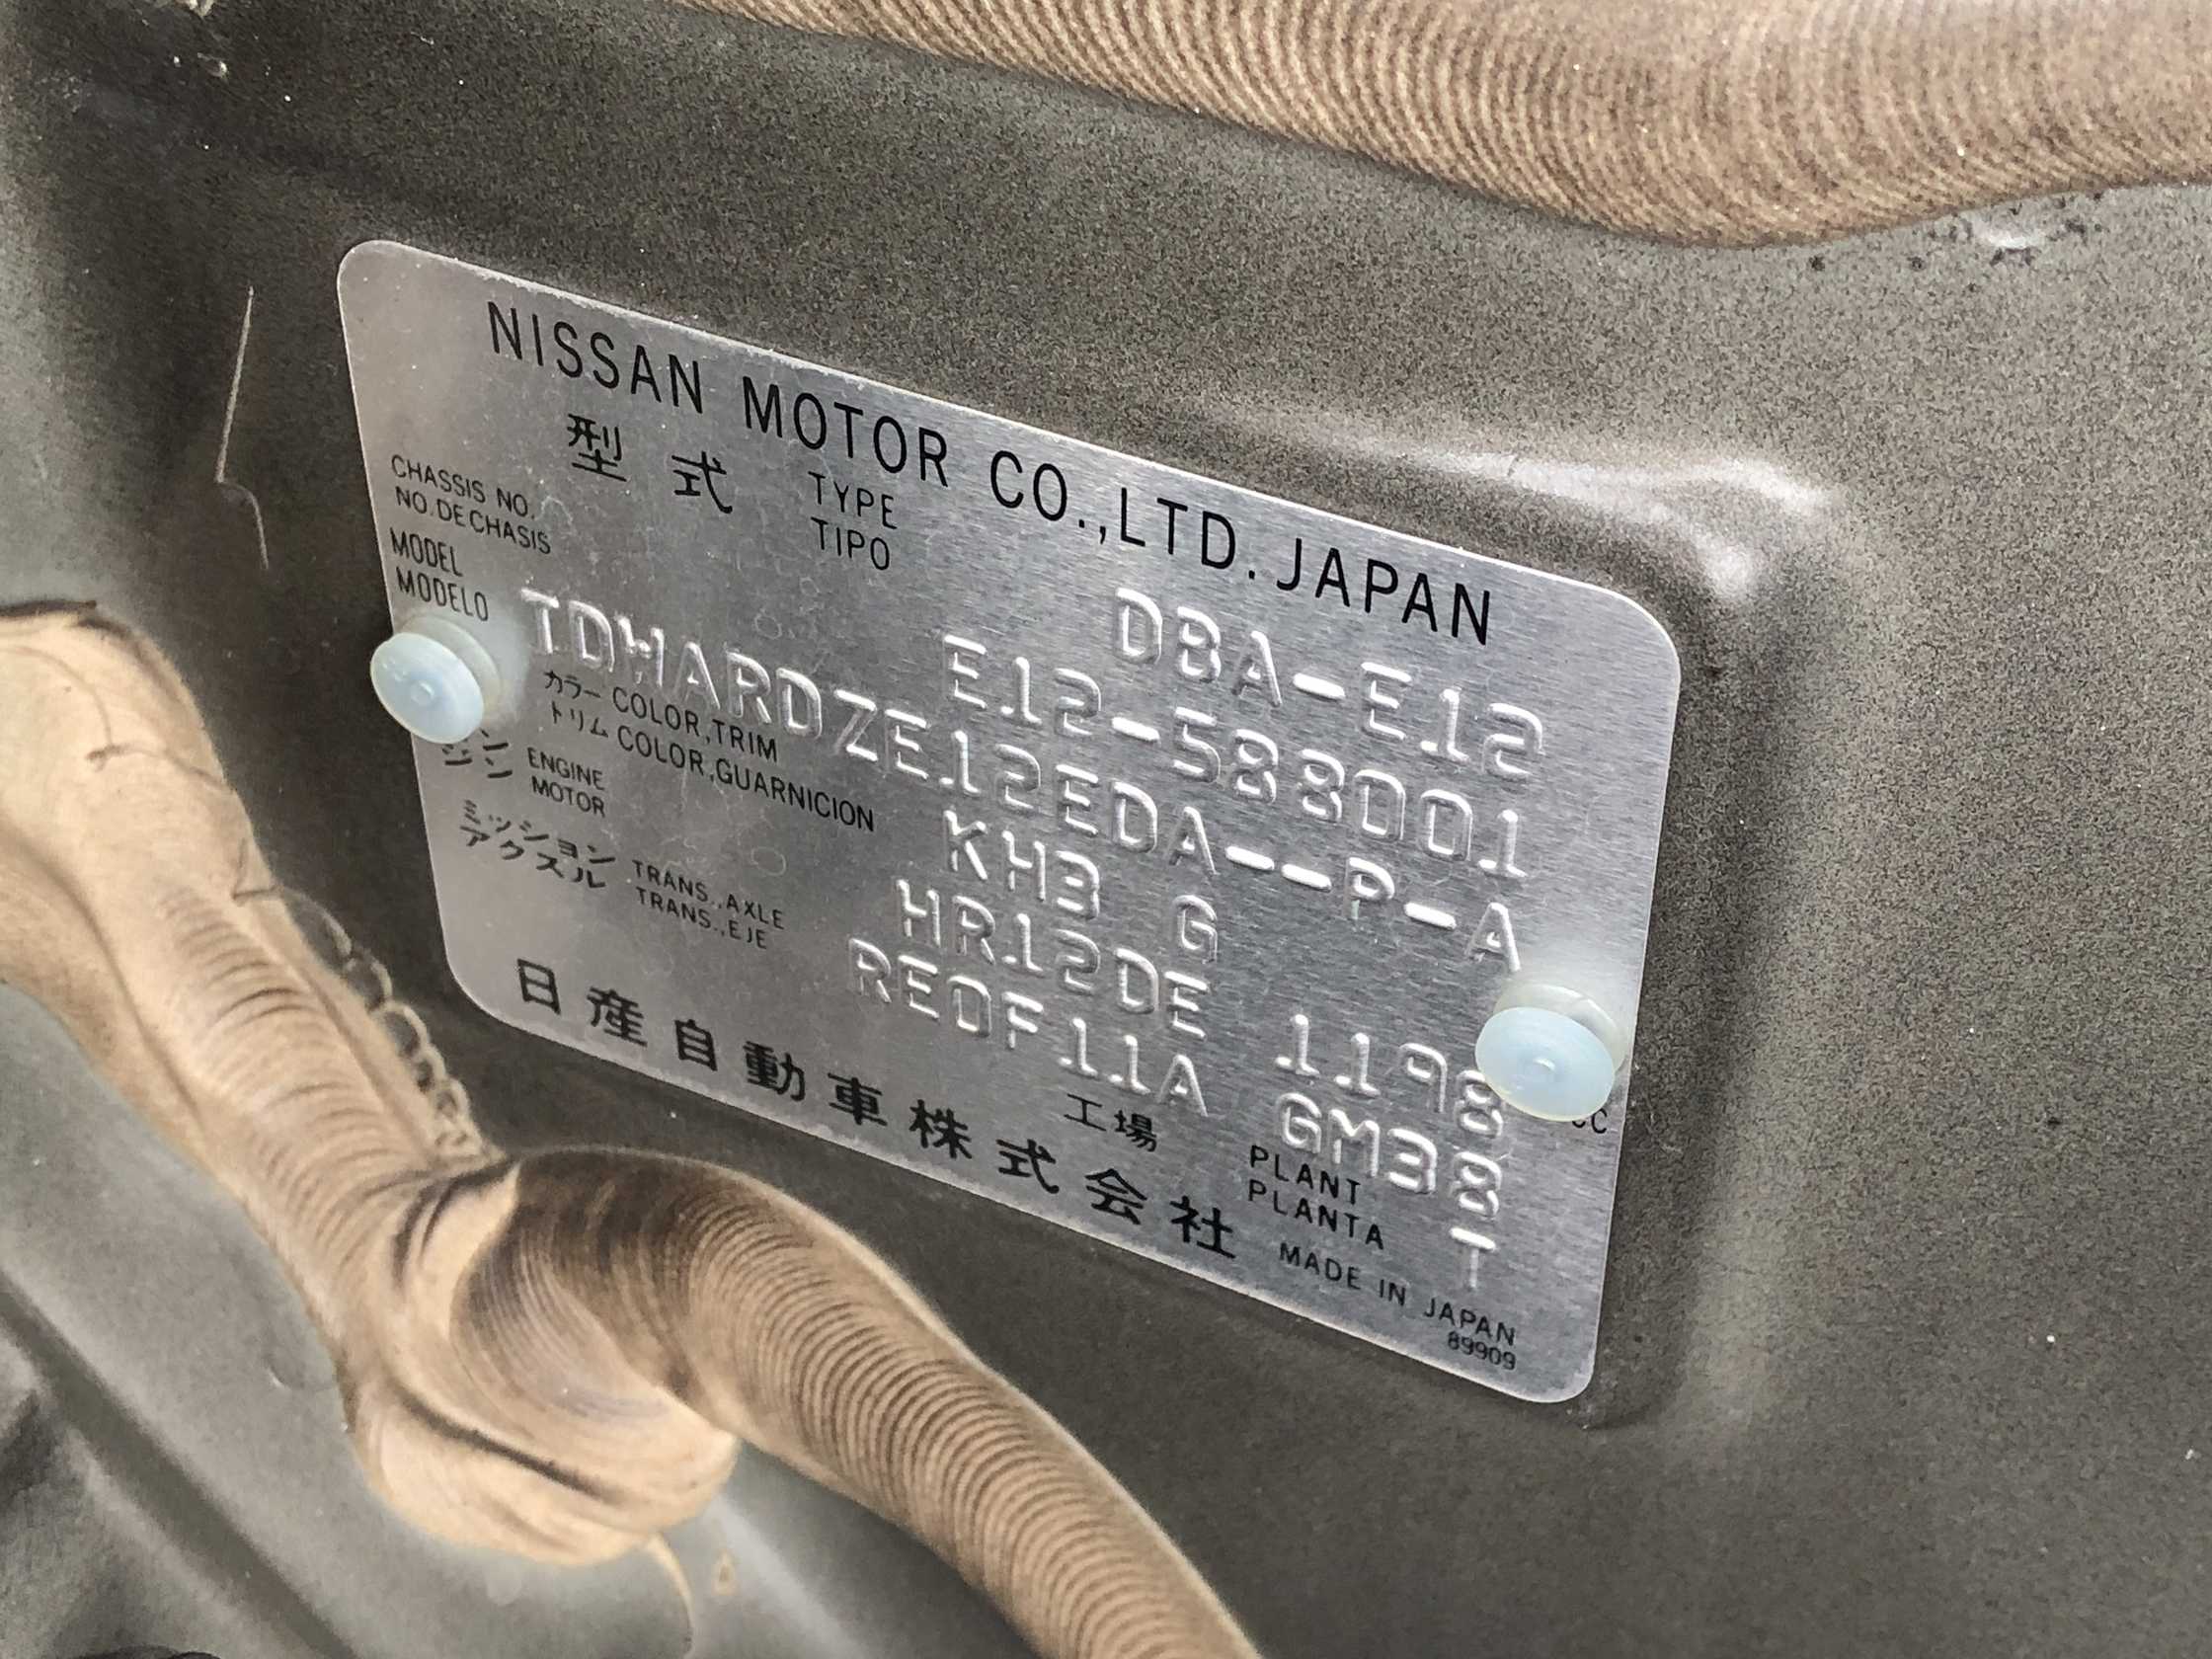 NISSAN MOTOR CO.,LTD. JAPAN
型式 TYPE DBA-E12
TIPO
CHASSIS NO. E12-588001
NO.DE CHASIS
MODEL TDWARDZE12EDA--P-A
MODELO
カラー COLOR,TRIM KH3 G
トリム COLOR,GUARNICION
ン ENGINE HR12DE 1198
ジン MOTOR
ミッション TRANS.,AXLE RE0F11A GM38
アクスル TRANS.,EJE
工場 PLANT T
PLANTA
日産自動車株式会社 MADE IN JAPAN
89909